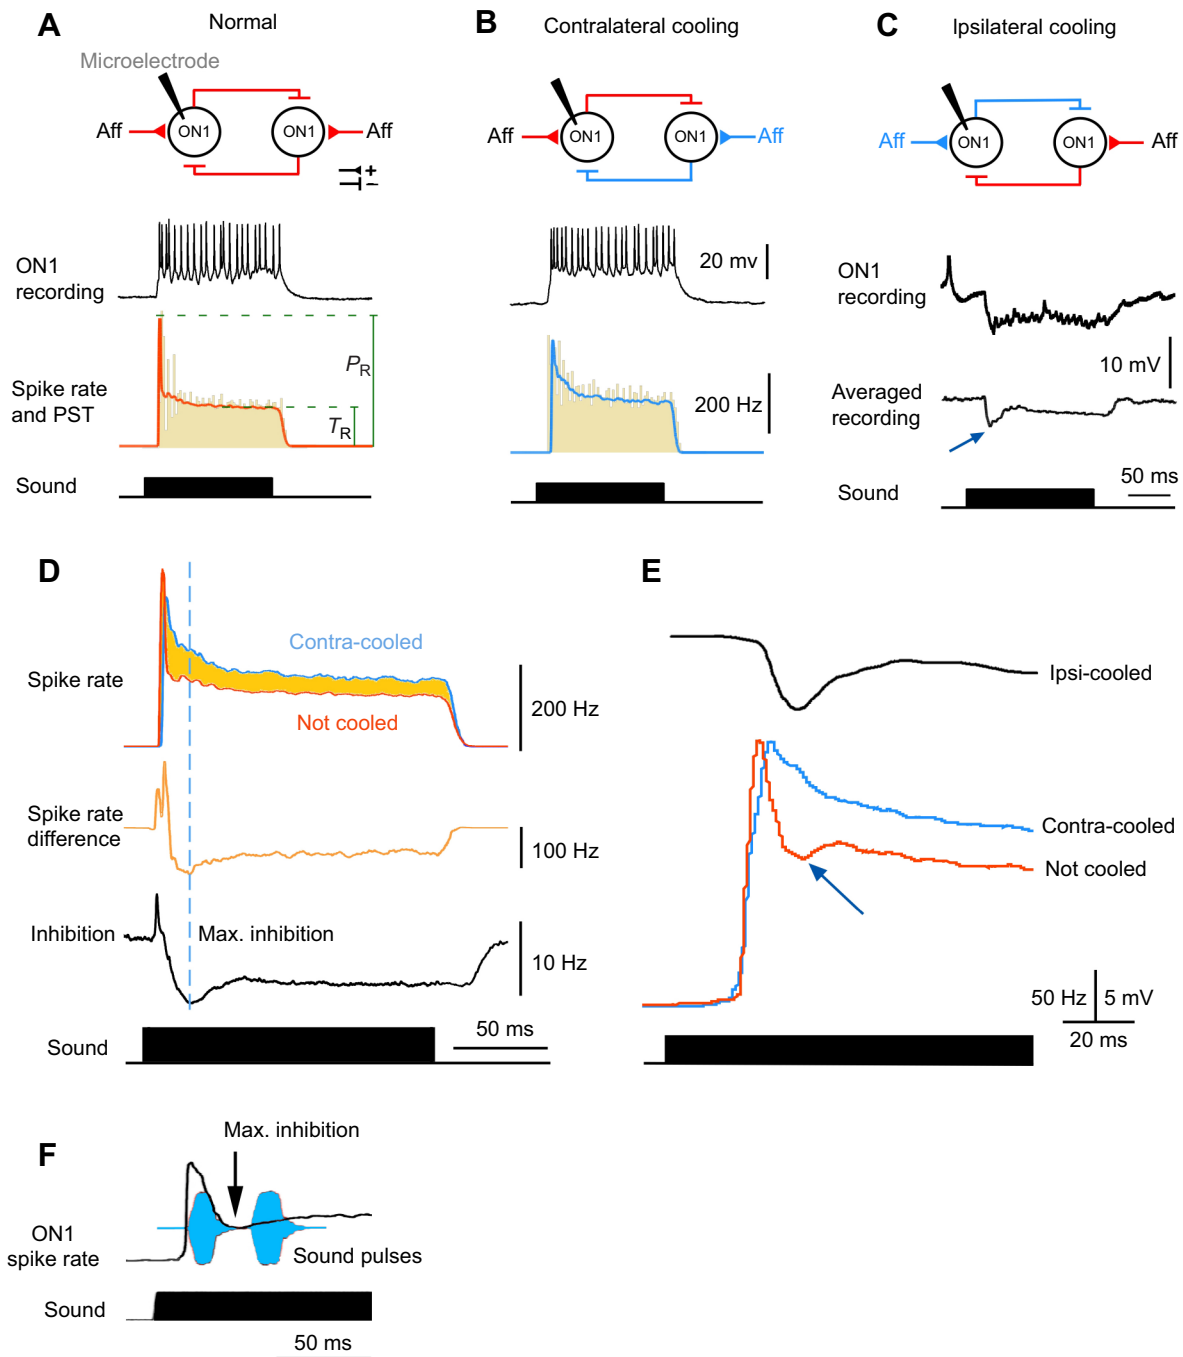 A
Normal
Microelectrode
Aff
ON1
ON1
Aff
+
−
ON1
recording
Spike rate
and PST
PR
TR
Sound
B
Contralateral cooling
Aff
ON1
ON1
Aff
20 mv
200 Hz
C
Ipsilateral cooling
Aff
ON1
ON1
Aff
ON1
recording
10 mV
Averaged
recording
50 ms
Sound
D
Contra-cooled
Spike rate
Not cooled
200 Hz
Spike rate
difference
100 Hz
Inhibition
Max. inhibition
10 Hz
50 ms
Sound
E
Ipsi-cooled
Contra-cooled
Not cooled
50 Hz
5 mV
20 ms
F
Max. inhibition
ON1
spike rate
Sound pulses
Sound
50 ms